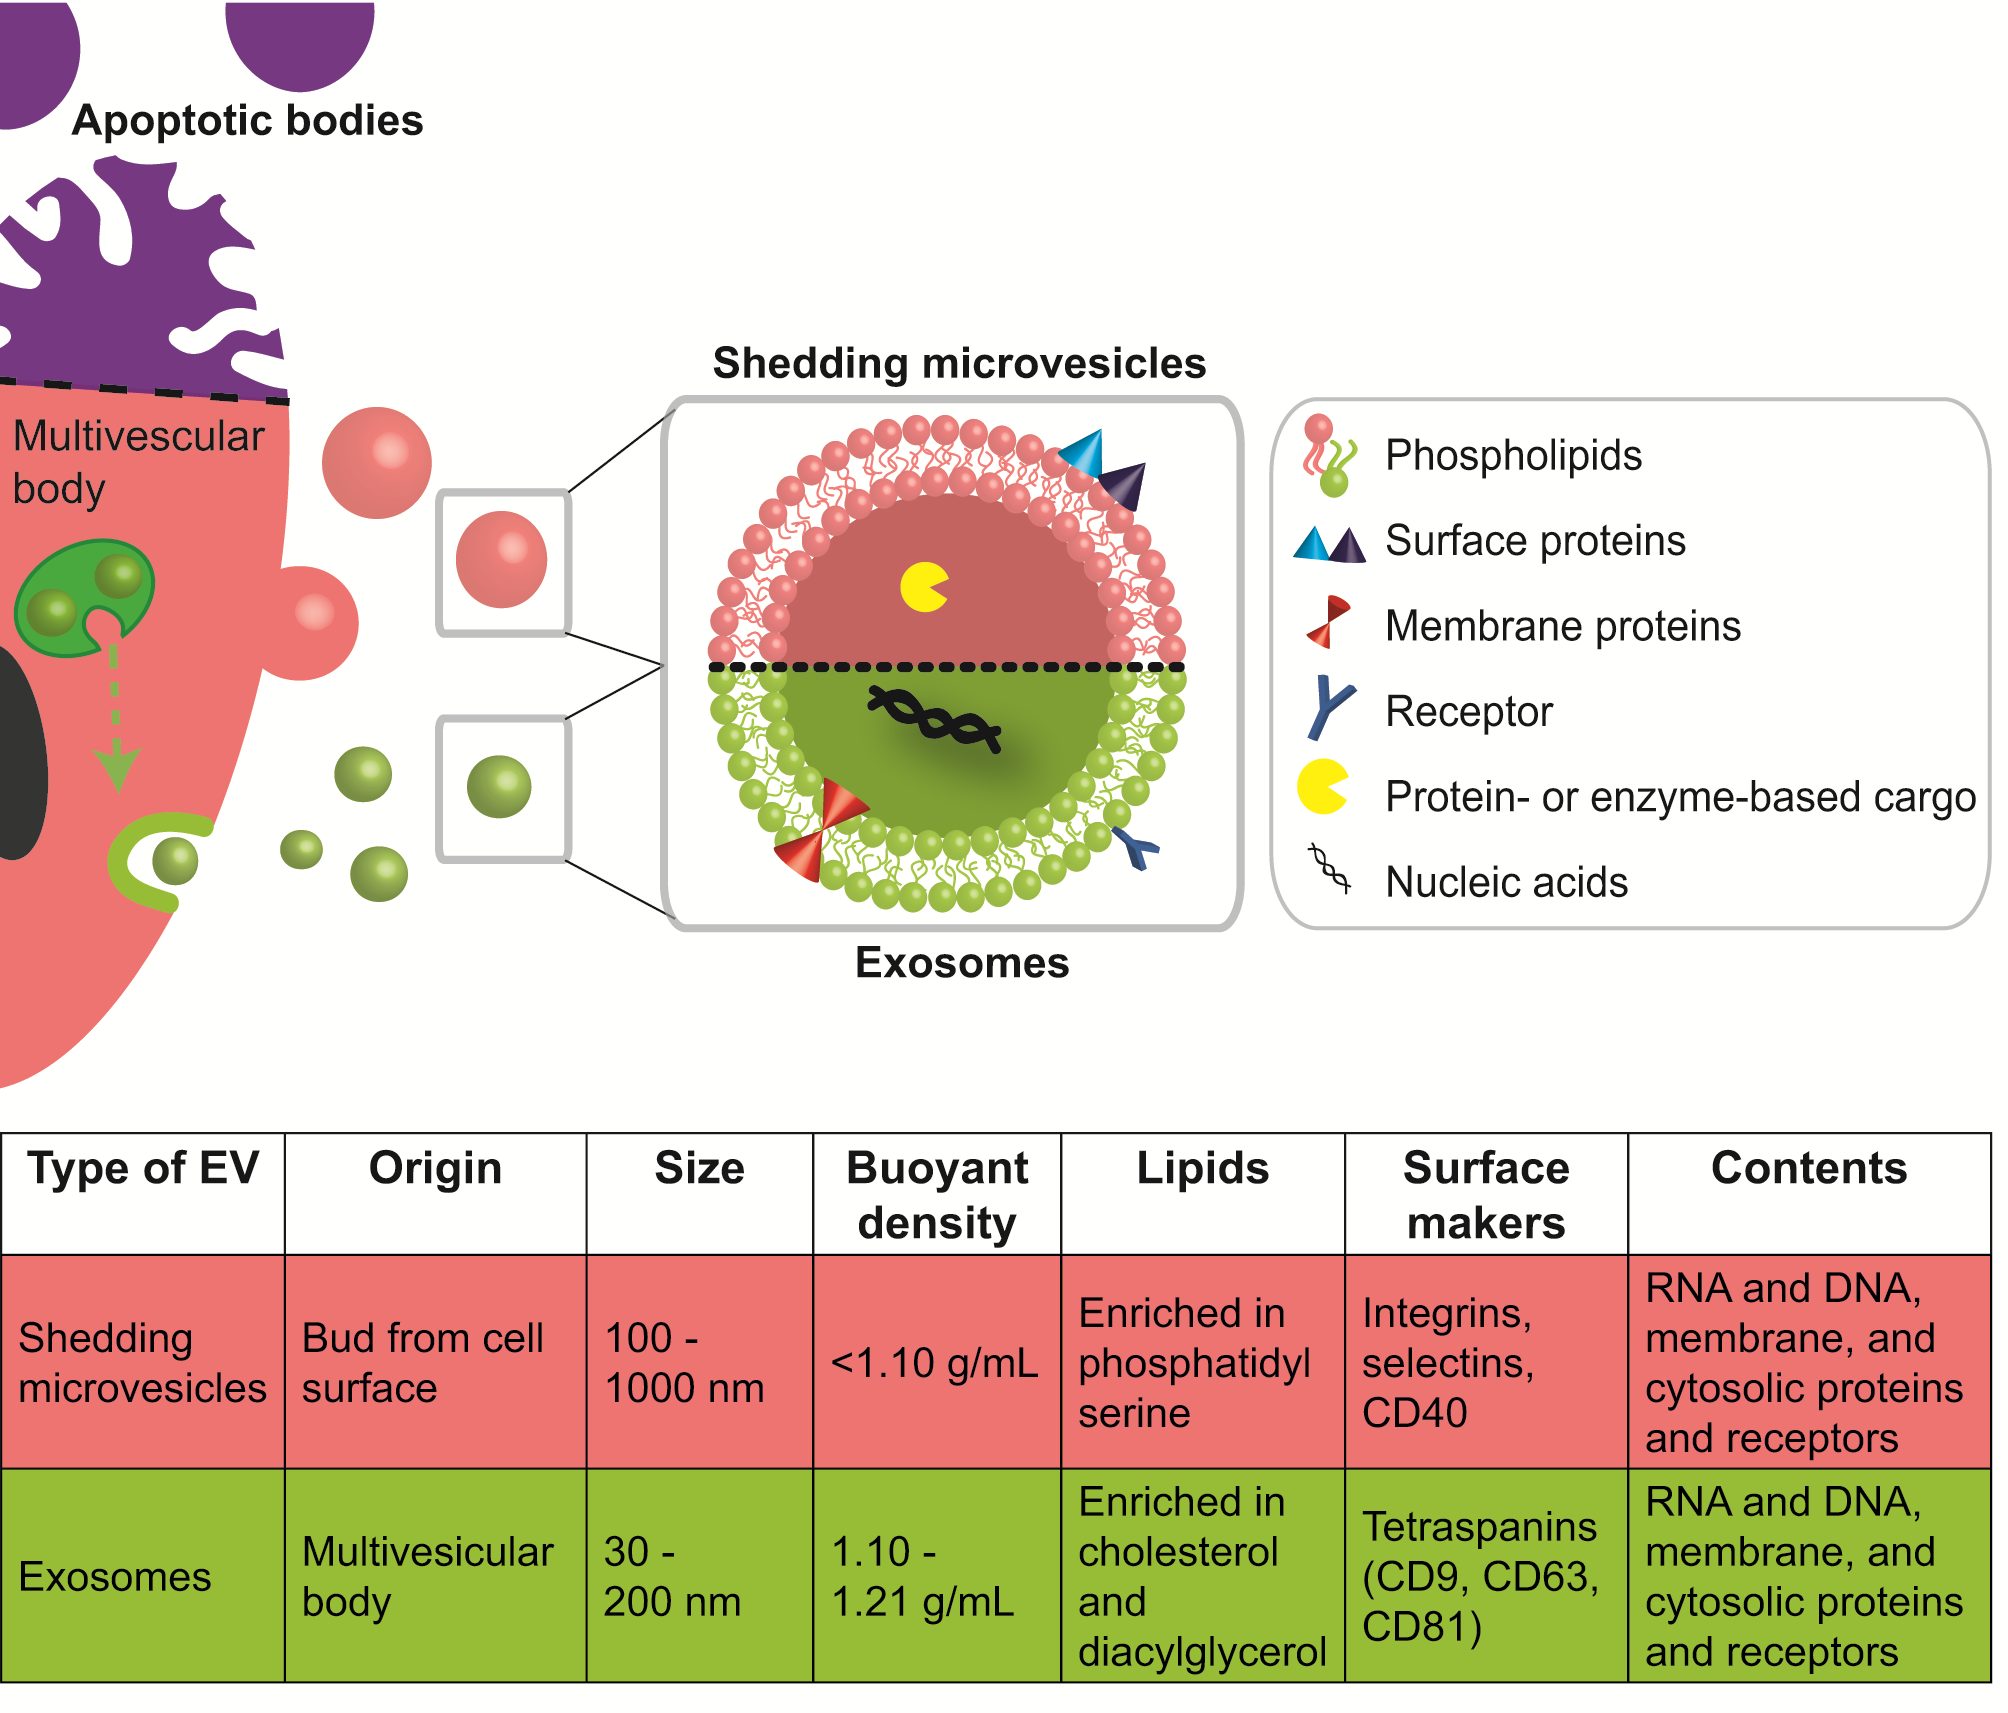 Apoptotic bodies
Multivescular
body
Shedding microvesicles
Exosomes
Phospholipids
Surface proteins
Membrane proteins
Receptor
Protein- or enzyme-based cargo
Nucleic acids
Type of EV
Origin
Size
Buoyant
density
Lipids
Surface
makers
Contents
Shedding
microvesicles
Bud from cell
surface
100 -
1000 nm
<1.10 g/mL
Enriched in
phosphatidyl
serine
Integrins,
selectins,
CD40
RNA and DNA,
membrane, and
cytosolic proteins
and receptors
Exosomes
Multivesicular
body
30 -
200 nm
1.10 -
1.21 g/mL
Enriched in
cholesterol
and
diacylglycerol
Tetraspanins
(CD9, CD63,
CD81)
RNA and DNA,
membrane, and
cytosolic proteins
and receptors